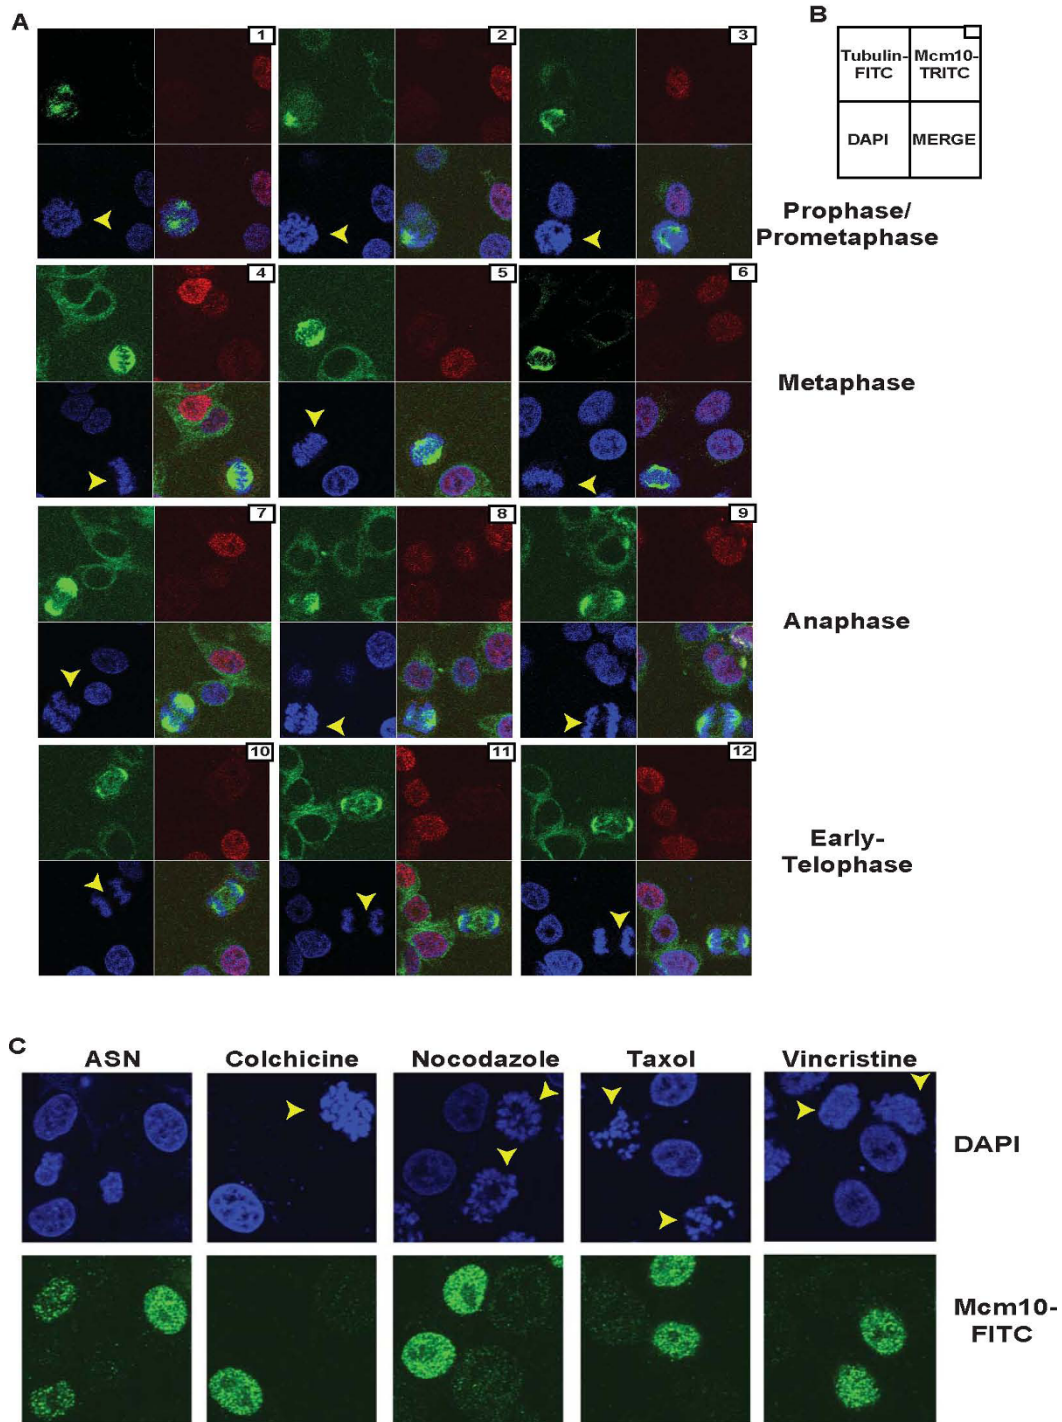 A
B
1
2
3
Tubulin-
FITC
Mcm10-
TRITC
DAPI
MERGE
Prophase/
Prometaphase
4
5
6
Metaphase
7
8
9
Anaphase
10
11
12
Early-
Telophase
C
ASN
Colchicine
Nocodazole
Taxol
Vincristine
DAPI
Mcm10-
FITC